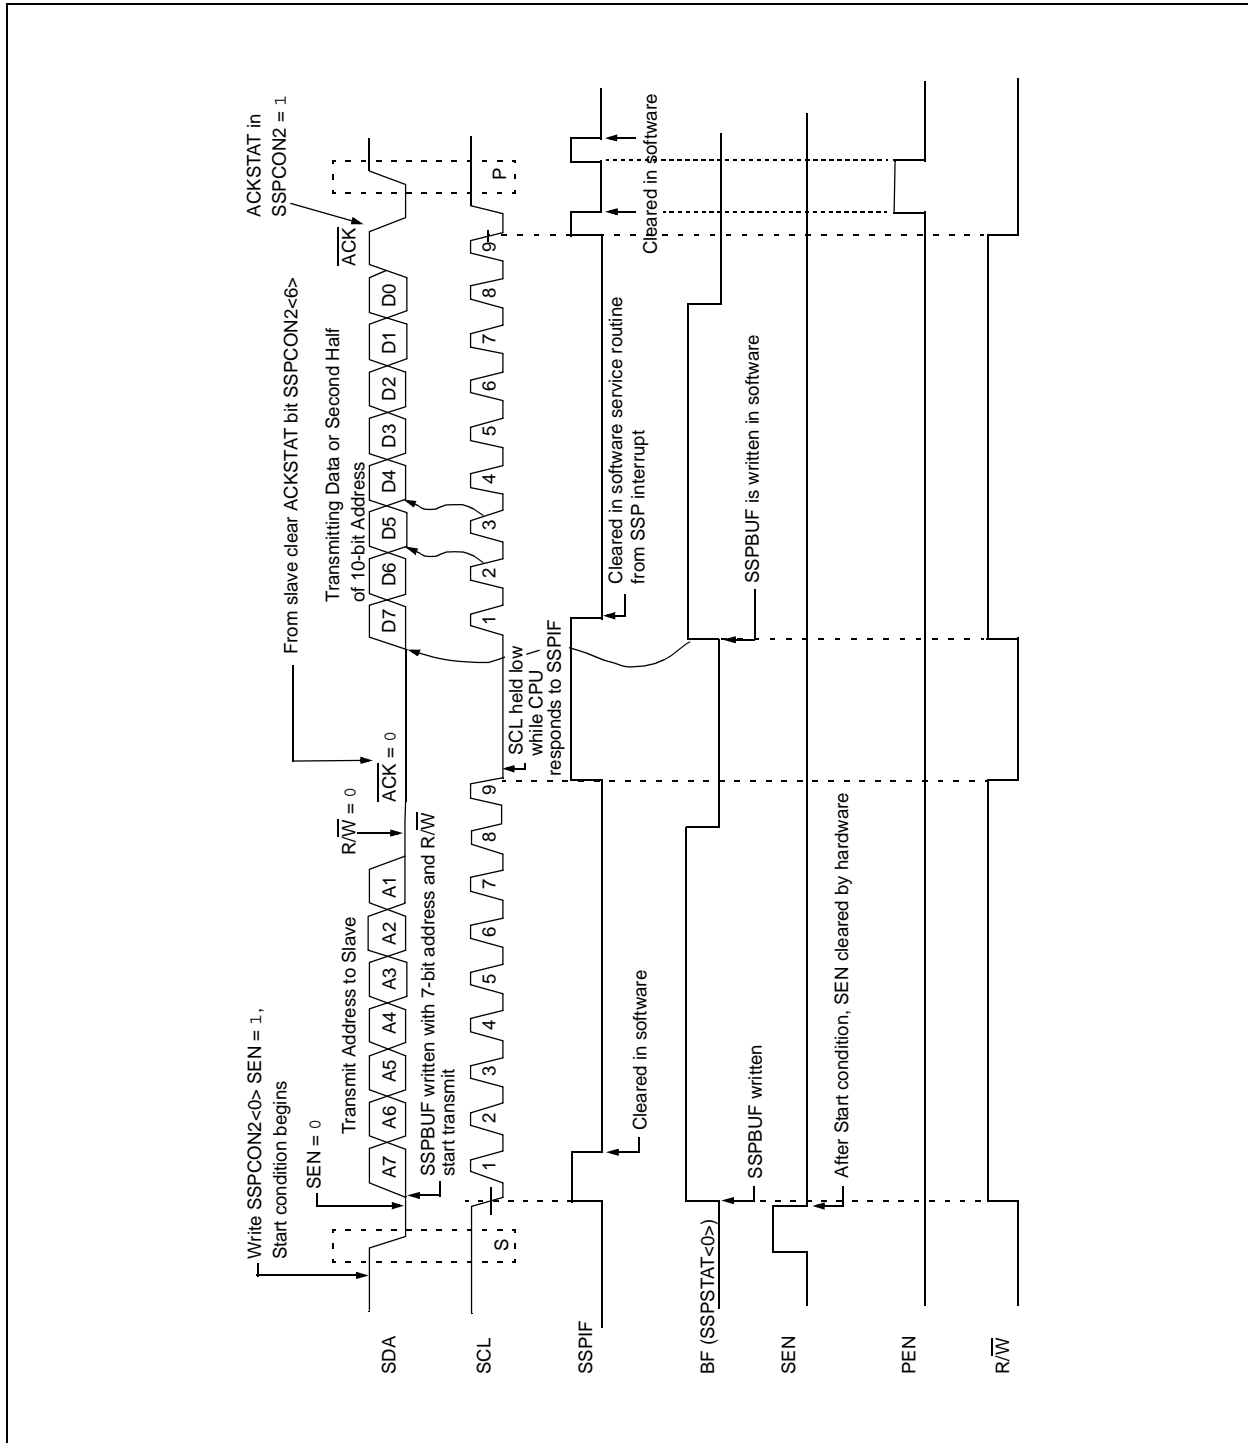 Write SSPCON2<0> SEN = 1,
Start condition begins
SEN = 0
Transmit Address to Slave
R/W = 0
From slave clear ACKSTAT bit SSPCON2<6>
ACK = 0
Transmitting Data or Second Half
of 10-bit Address
ACK
ACKSTAT in
SSPCON2 = 1
SDA
A7 A6 A5 A4 A3 A2 A1
D7 D6 D5 D4 D3 D2 D1 D0
SSPBUF written with 7-bit address and R/W
start transmit
SCL
S
1 2 3 4 5 6 7 8 9
1 2 3 4 5 6 7 8 9
P
SCL held low
while CPU
responds to SSPIF
SSPIF
Cleared in software
Cleared in software service routine
from SSP interrupt
Cleared in software
BF (SSPSTAT<0>)
SSPBUF written
SSPBUF is written in software
SEN
After Start condition, SEN cleared by hardware
PEN
R/W